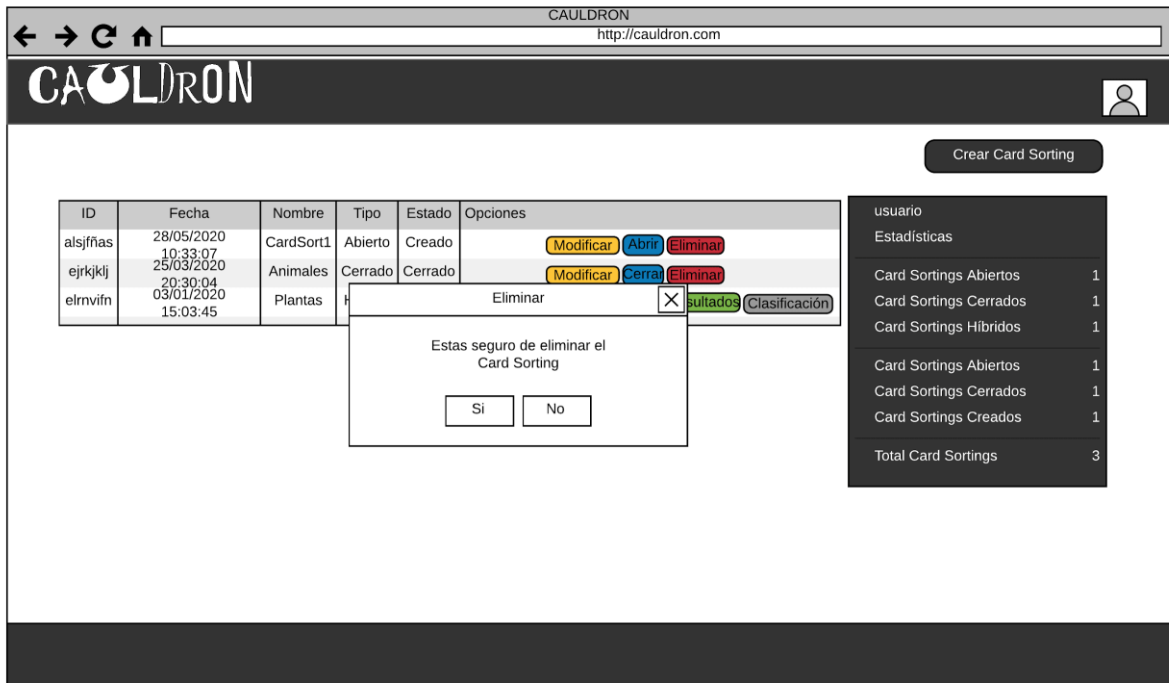 CAULDRON
http://cauldron.com
CAULDRON
Crear Card Sorting
ID Fecha Nombre Tipo Estado Opciones
alsjfñas 28/05/2020 10:33:07 CardSort1 Abierto Creado Modificar Abrir Eliminar
ejrkjklj 25/03/2020 20:30:04 Animales Cerrado Cerrado Modificar Cerrar Eliminar
elrnvifn 03/01/2020 15:03:45 Plantas H sultados Clasificación
Eliminar
Estas seguro de eliminar el
Card Sorting
Si No
usuario
Estadísticas
Card Sortings Abiertos 1
Card Sortings Cerrados 1
Card Sortings Híbridos 1
Card Sortings Abiertos 1
Card Sortings Cerrados 1
Card Sortings Creados 1
Total Card Sortings 3